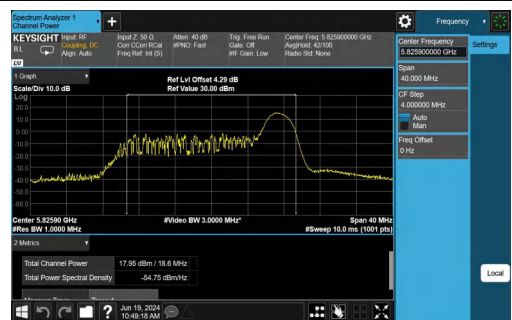 Spectrum Analyzer 1
Channel Power
Frequency
KEYSIGHT
RL
Input: RF
Coupling: DC
Align: Auto
Input Z: 50 Ω
Corr CCorr RCal
Freq Ref: Int (S)
Atten: 40 dB
#PNO: Fast
Trig: Free Run
Gate: Off
#IF Gain: Low
Center Freq: 5.825900000 GHz
Avg|Hold: 42/100
Radio Std: None
LXI
Center Frequency
5.825900000 GHz
Settings
Span
40.000 MHz
CF Step
4.000000 MHz
Auto
Man
Freq Offset
0 Hz
Local
1 Graph
Scale/Div 10.0 dB
Ref Lvl Offset 4.29 dB
Ref Value 30.00 dBm
Log
20.0
10.0
0.00
-10.0
-20.0
-30.0
-40.0
-50.0
-60.0
Center 5.82590 GHz
#Video BW 3.0000 MHz*
Span 40 MHz
#Res BW 1.0000 MHz
#Sweep 10.0 ms (1001 pts)
2 Metrics
Total Channel Power
17.95 dBm / 18.6 MHz
Total Power Spectral Density
-54.75 dBm/Hz
Jun 19, 2024
10:49:18 AM